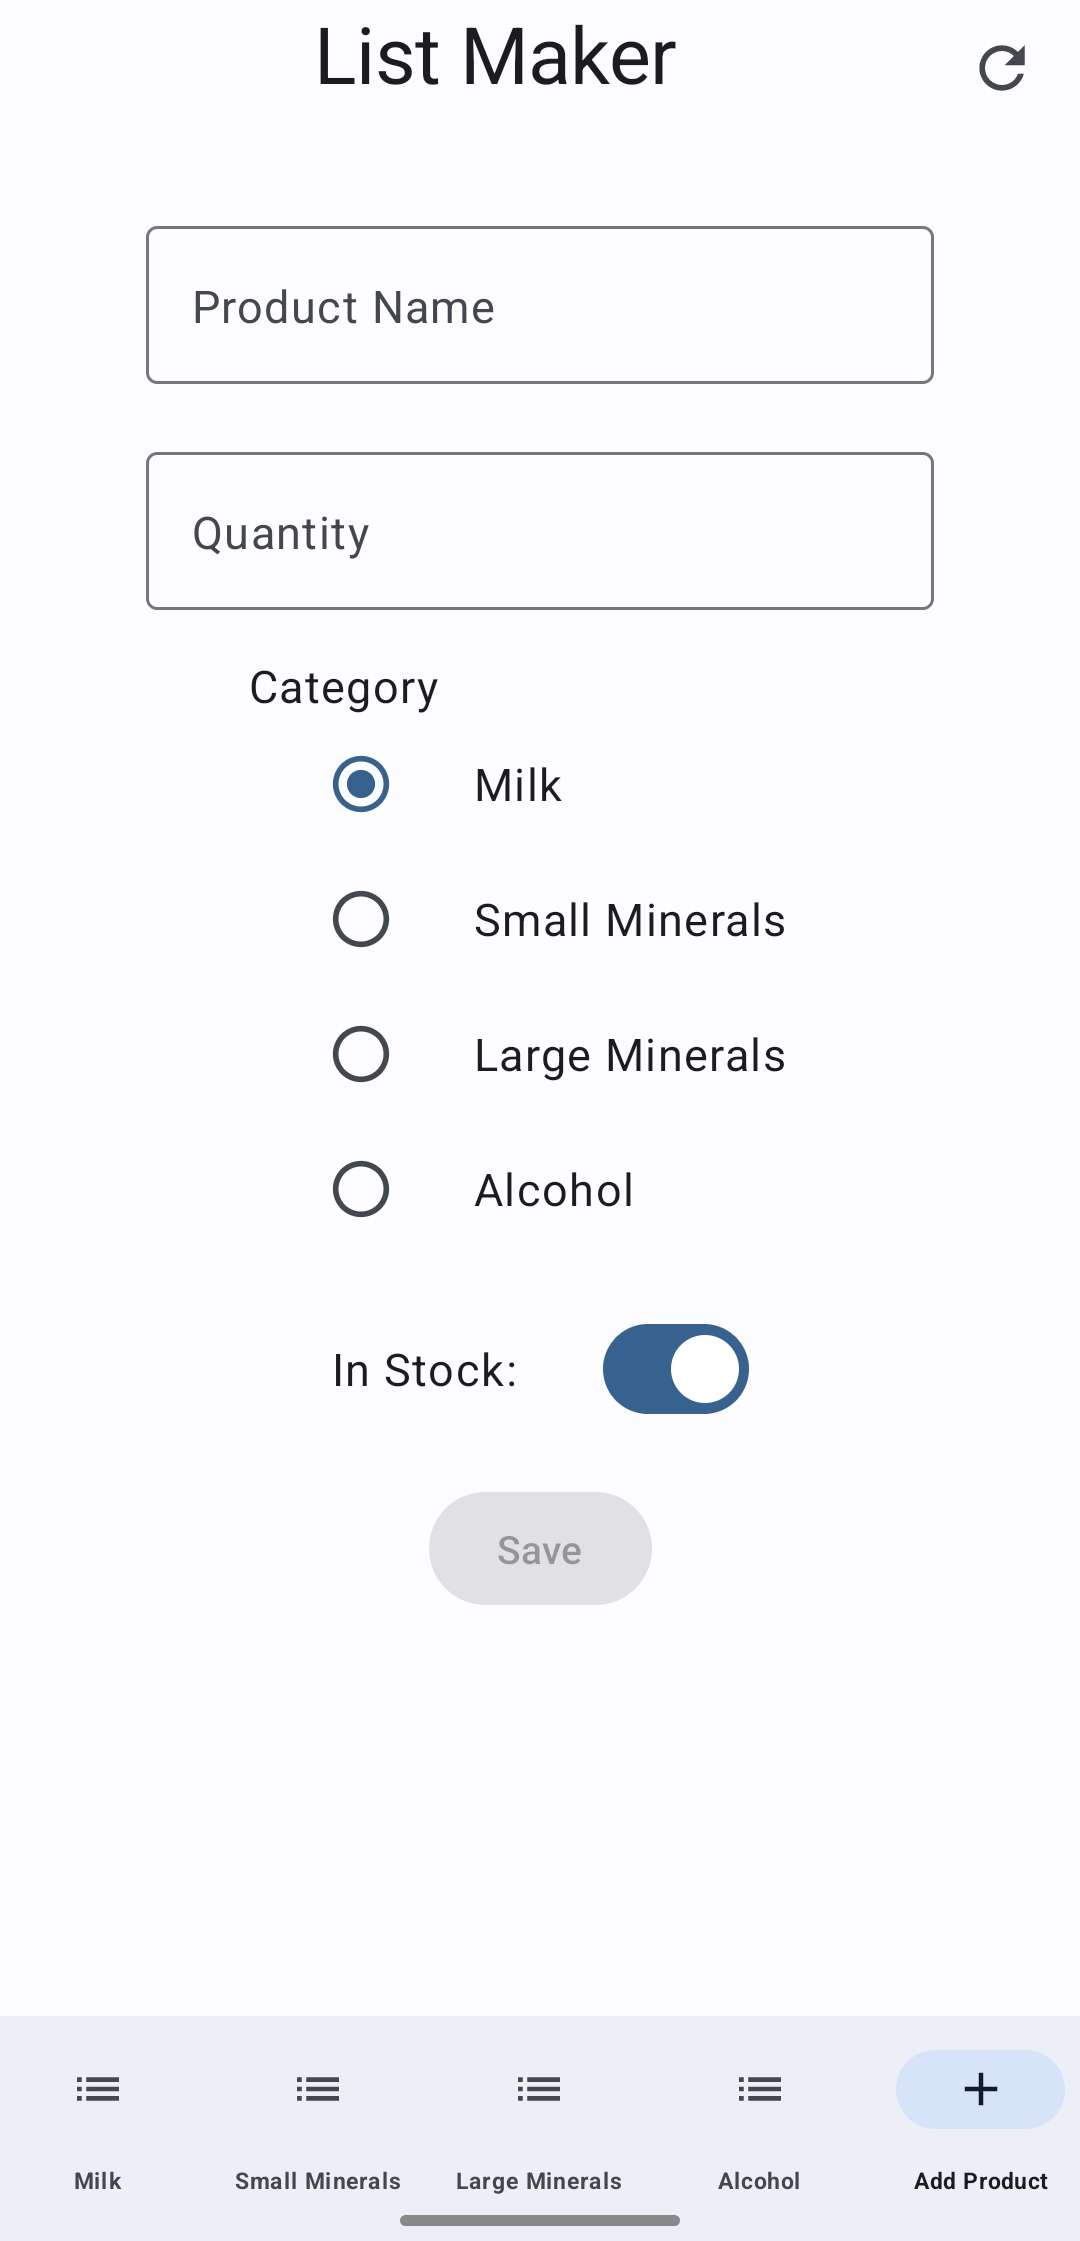 List Maker
Product Name
Quantity
Category
Milk
Small Minerals
Large Minerals
Alcohol
In Stock:
Save
Milk
Small Minerals
Large Minerals
Alcohol
Add Product